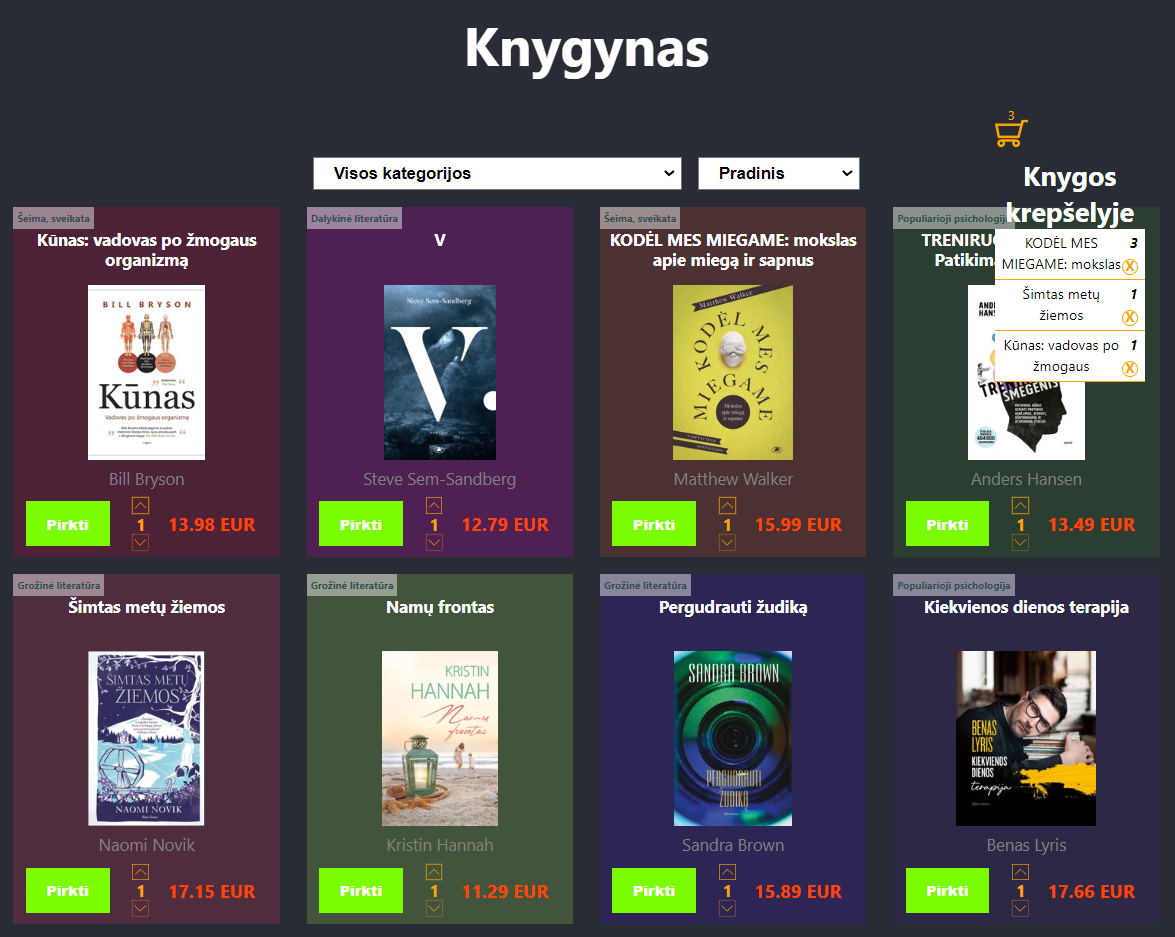 Knygynas
3
Visos kategorijos
Pradinis
Knygos
krepšelyje
KODĖL MES 3
MIEGAME: mokslas X
Šimtas metų 1
žiemos X
Kūnas: vadovas po 1
žmogaus X
Šeima, sveikata
Kūnas: vadovas po žmogaus
organizmą
BILL BRYSON
Kūnas
Vadovas po žmogaus organizmą
Bill Bryson
Pirkti 1 13.98 EUR
Dalykinė literatūra
V
Steve Sem-Sandberg
V.
Steve Sem-Sandberg
Pirkti 1 12.79 EUR
Šeima, sveikata
KODĖL MES MIEGAME: mokslas
apie miegą ir sapnus
Matthew Walker
KODĖL MES
MIEGAME
Mokslas
apie miegą
ir sapnus
Matthew Walker
Pirkti 1 15.99 EUR
Populiarioji psichologija
Patikim
SMEGENIS
Anders Hansen
Pirkti 1 13.49 EUR
Grožinė literatūra
Šimtas metų žiemos
ŠIMTAS METŲ
ŽIEMOS
NAOMI NOVIK
Naomi Novik
Pirkti 1 17.15 EUR
Grožinė literatūra
Namų frontas
KRISTIN
HANNAH
Namų
frontas
Kristin Hannah
Pirkti 1 11.29 EUR
Grožinė literatūra
Pergudrauti žudiką
SANDRA BROWN
PERGUDRAUTI
ŽUDIKĄ
Sandra Brown
Pirkti 1 15.89 EUR
Populiarioji psichologija
Kiekvienos dienos terapija
BENAS
LYRIS
KIEKVIENOS
DIENOS
terapija
Benas Lyris
Pirkti 1 17.66 EUR